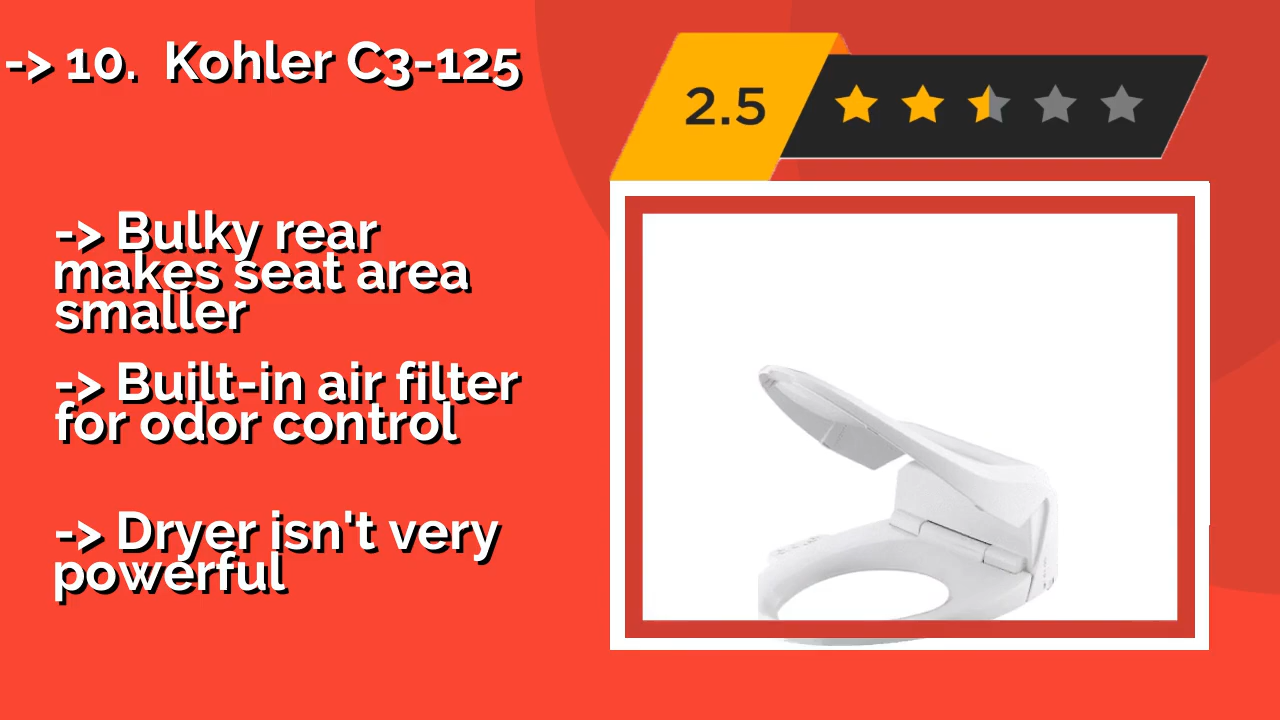 -> 10.  Kohler C3-125
2.5
-> Bulky rear
makes seat area
smaller
-> Built-in air filter
for odor control
-> Dryer isn't very
powerful